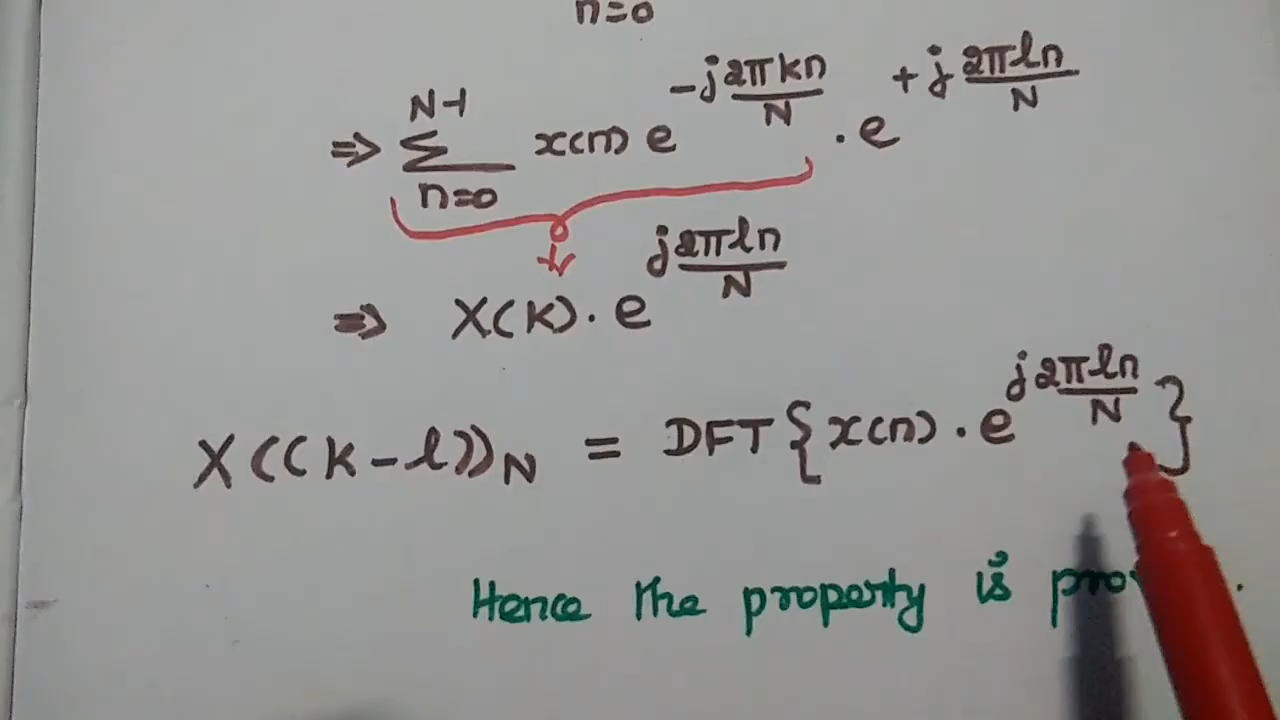 n=0
=> Σ_{n=0}^{N-1} x(n) e^{-j2πkn/N} . e^{+j2πln/N}
=> X(k) . e^{j2πln/N}
X((k-l))_N = DFT{x(n) . e^{j2πln/N}}
Hence the property is